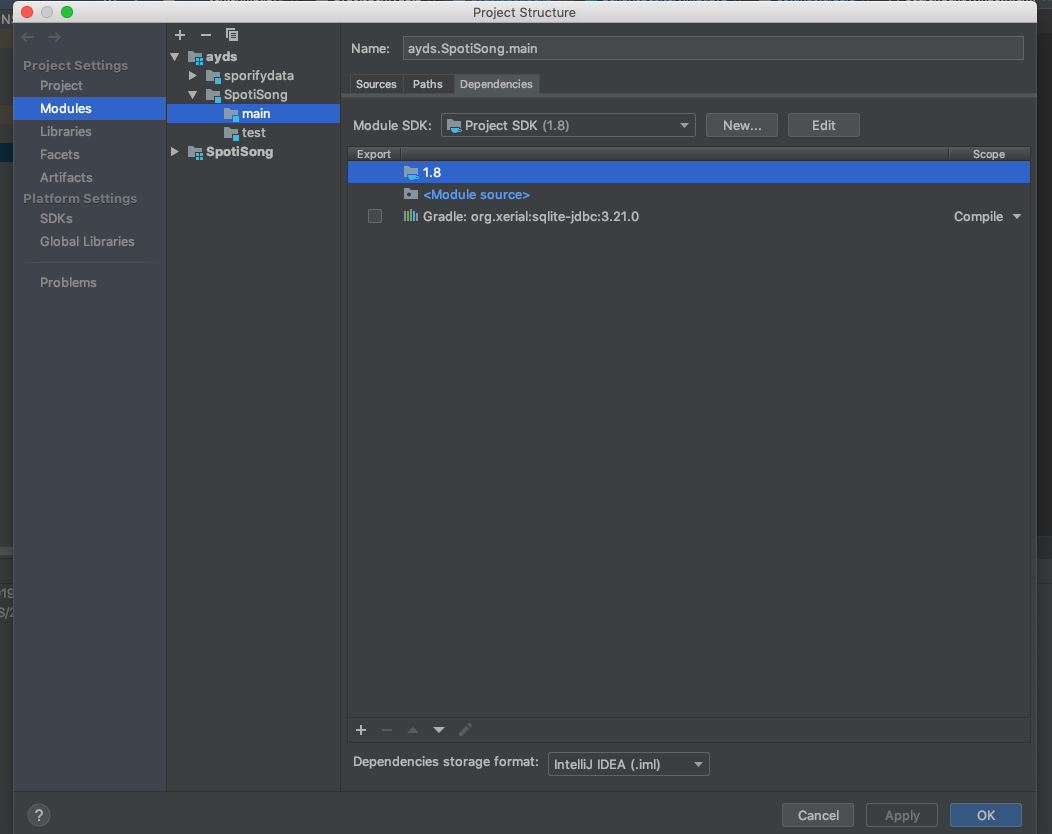 Project Structure
Project Settings
Project
Modules
Libraries
Facets
Artifacts
Platform Settings
SDKs
Global Libraries
Problems
ayds
sporifydata
SpotiSong
main
test
SpotiSong
Name: ayds.SpotiSong.main
Sources Paths Dependencies
Module SDK: Project SDK (1.8) New... Edit
Export Scope
1.8
<Module source>
Gradle: org.xerial:sqlite-jdbc:3.21.0 Compile
Dependencies storage format: IntelliJ IDEA (.iml)
? Cancel Apply OK